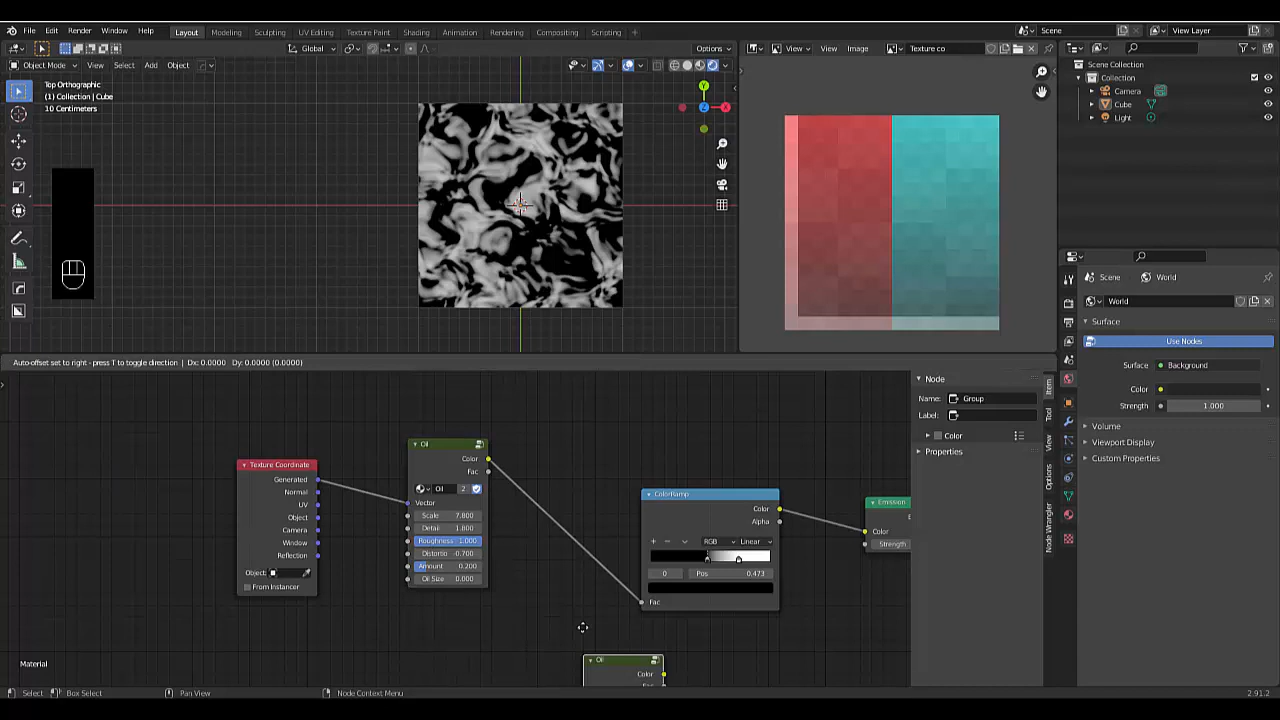 File Edit Render Window Help Layout Modeling Sculpting UV Editing Texture Paint Shading Animation Rendering Compositing Scripting Scene View Layer
Global Options View View Image Texture co
Object Mode View Select Add Object
Top Orthographic
(1) Collection | Cube
10 Centimeters
Scene Collection
Collection
Camera
Cube
Light
Scene World
World
Surface
Use Nodes
Surface Background
Color
Strength 1.000
Volume
Viewport Display
Custom Properties
Auto-offset set to right - press T to toggle direction | Dx: 0.0000 Dy: 0.0000 (0.0000)
Texture Coordinate
Generated
Normal
UV
Object
Camera
Window
Reflection
Object:
From Instancer
Oil
Color
Fac
Oil 2
Vector
Scale 7.800
Detail 1.800
Roughness 1.000
Distortio -0.700
Amount 0.200
Oil Size 0.000
ColorRamp
Color
Alpha
RGB Linear
0 Pos 0.473
Fac
Emission
Color
Strength
Oil
Color
Node
Name: Group
Label:
Color
Properties
Item
Tool
View
Options
Node Wrangler
Material
Select Box Select Pan View Node Context Menu 2.91.2